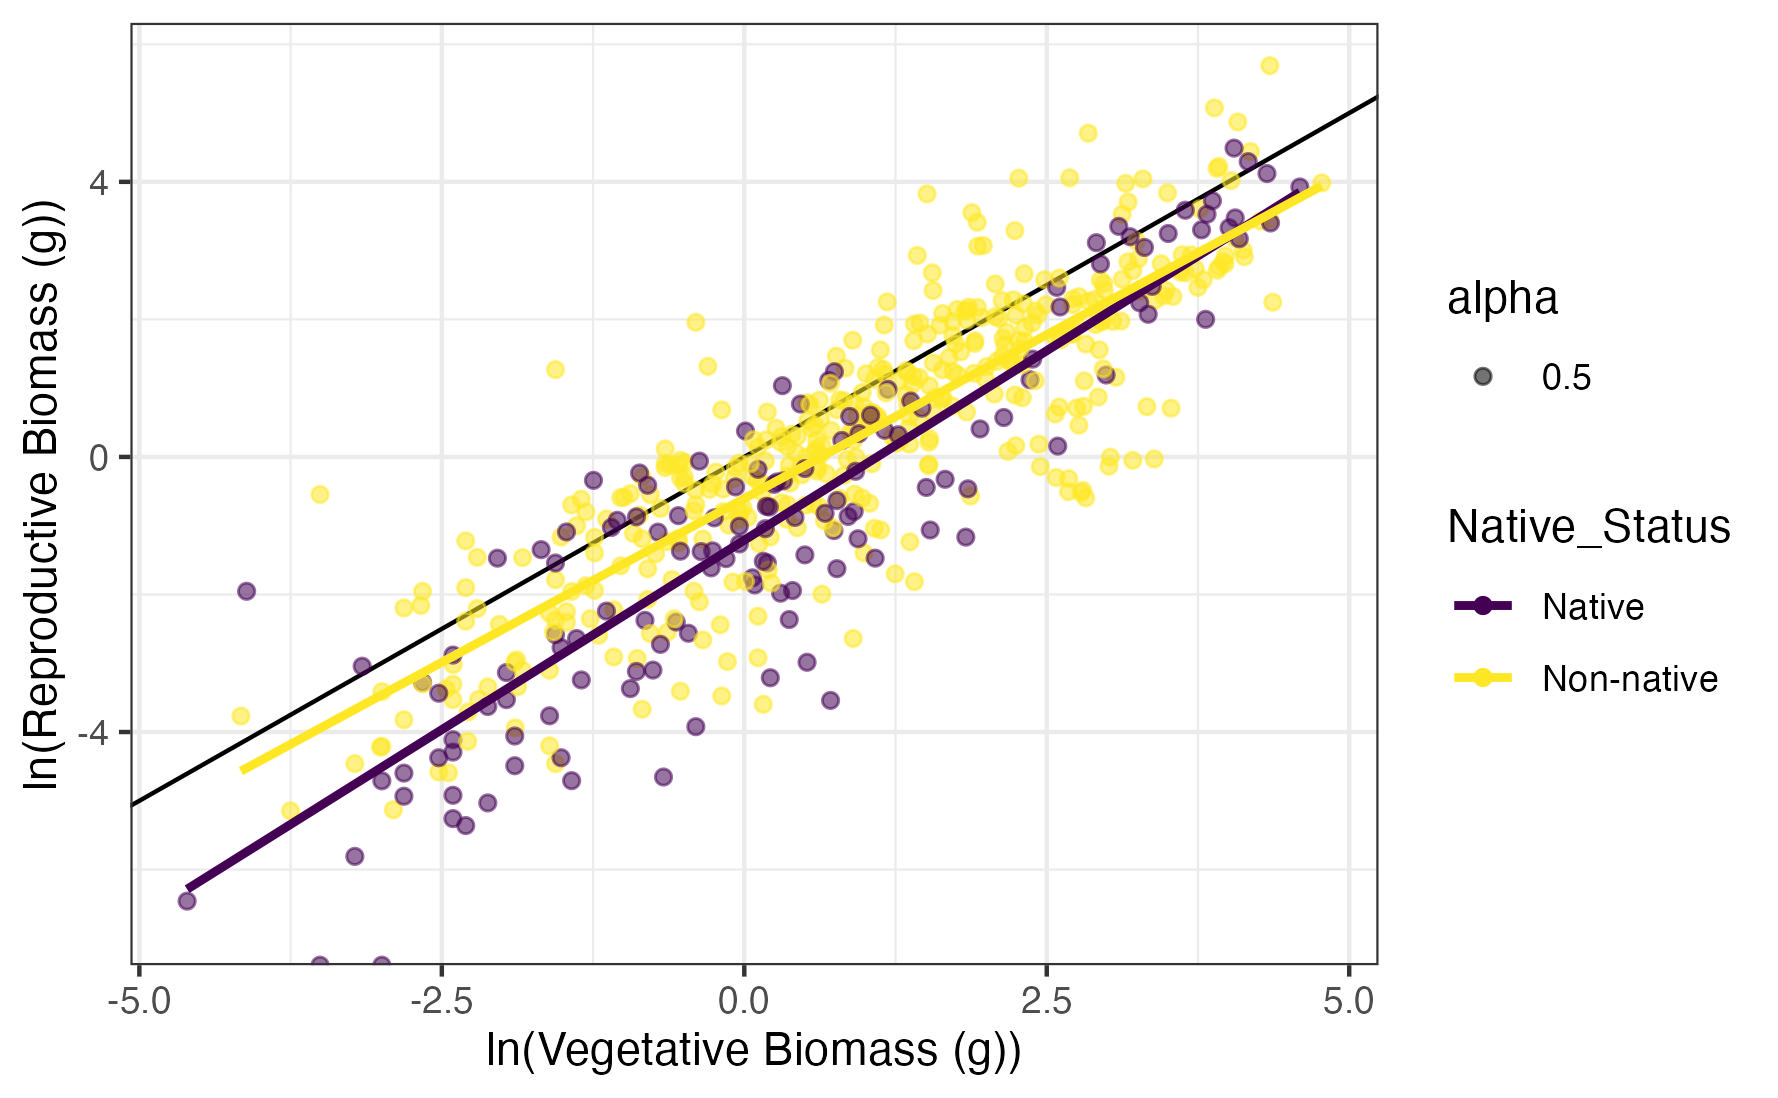 ln(Reproductive Biomass (g))
4
0
-4
-5.0
-2.5
0.0
2.5
5.0
ln(Vegetative Biomass (g))
alpha
0.5
Native_Status
Native
Non-native